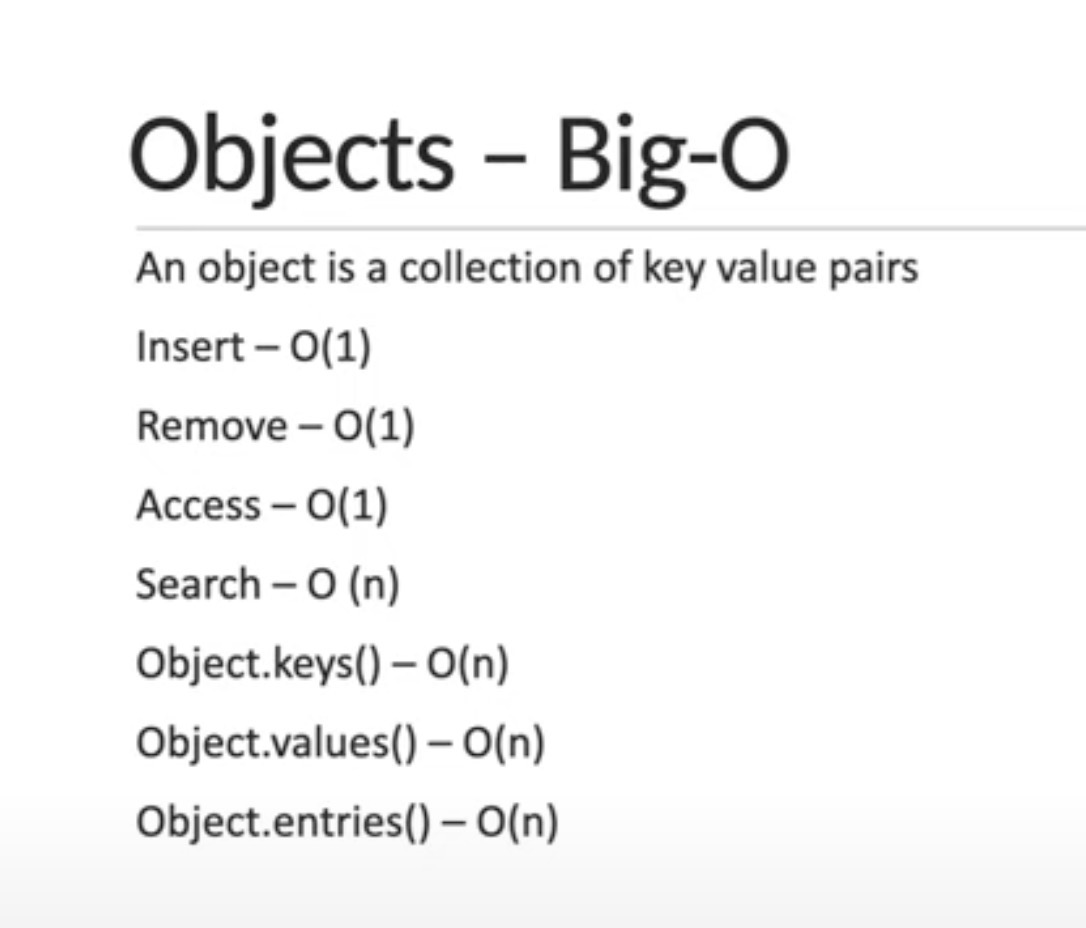 Objects – Big-O
An object is a collection of key value pairs
Insert – O(1)
Remove – O(1)
Access – O(1)
Search – O (n)
Object.keys() – O(n)
Object.values() – O(n)
Object.entries() – O(n)